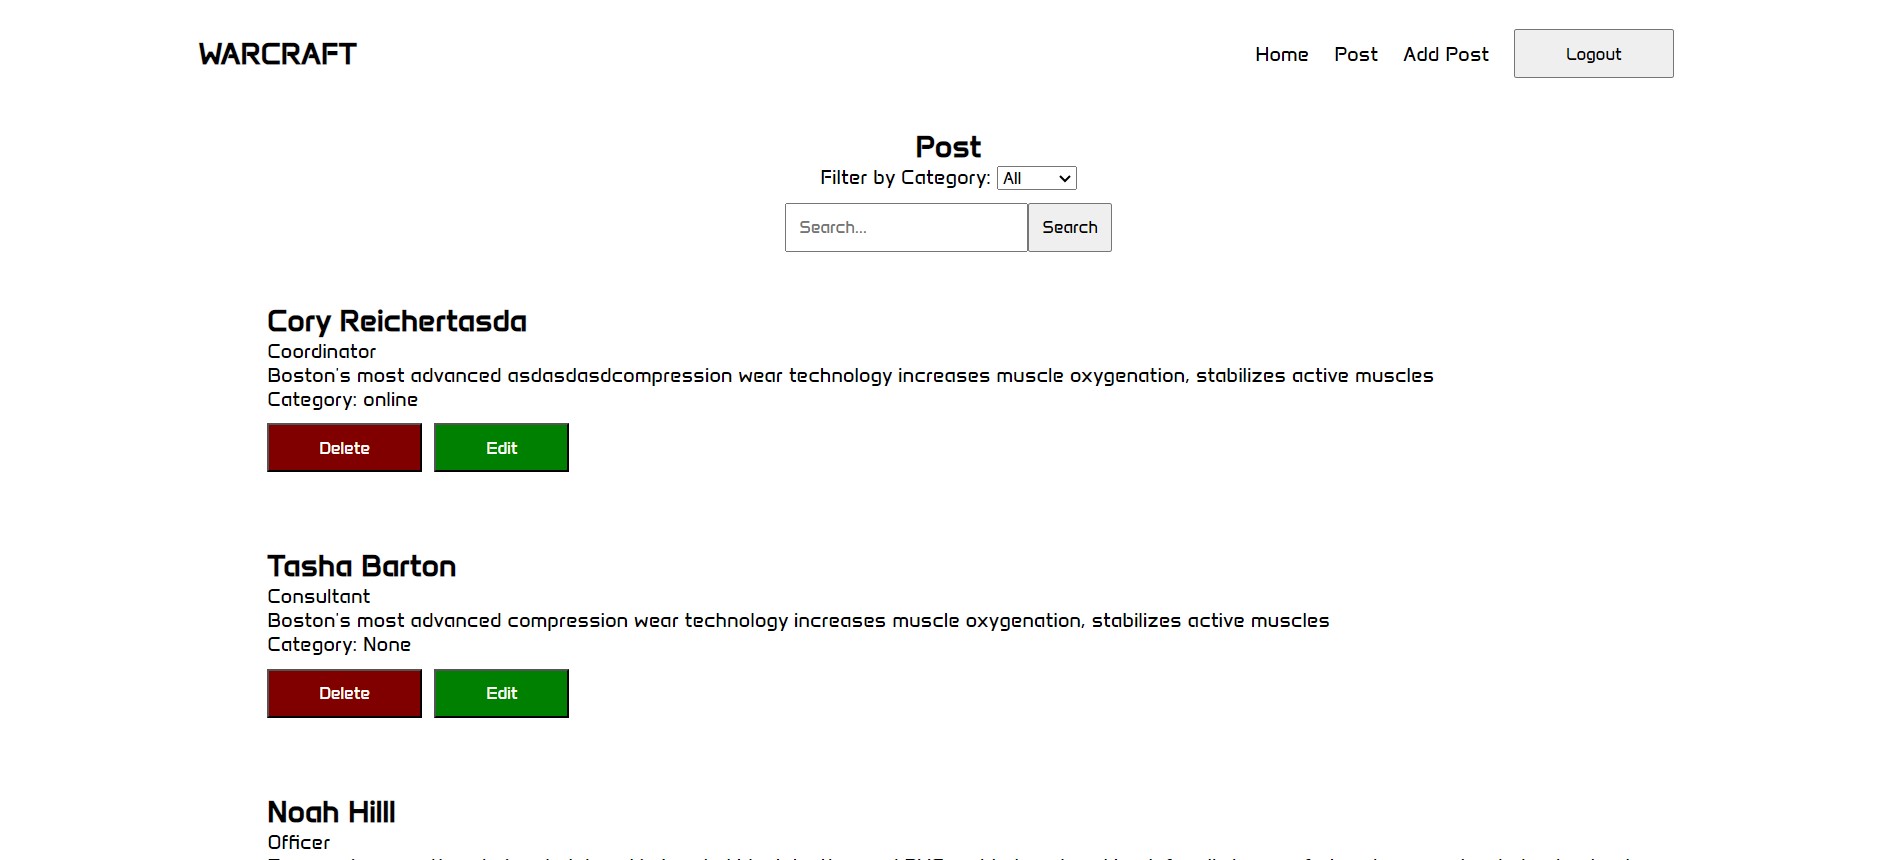 WARCRAFT
Home Post Add Post Logout
Post
Filter by Category: All
Search... Search
Cory Reichertasda
Coordinator
Boston's most advanced asdasdasdcompression wear technology increases muscle oxygenation, stabilizes active muscles
Category: online
Delete Edit
Tasha Barton
Consultant
Boston's most advanced compression wear technology increases muscle oxygenation, stabilizes active muscles
Category: None
Delete Edit
Noah Hilll
Officer